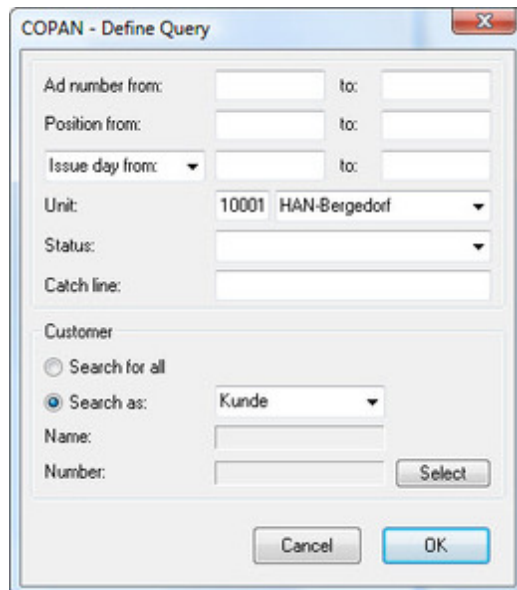 COPAN - Define Query
Ad number from: to:
Position from: to:
Issue day from: to:
Unit: 10001 HAN-Bergedorf
Status:
Catch line:
Customer
Search for all
Search as: Kunde
Name:
Number: Select
Cancel OK